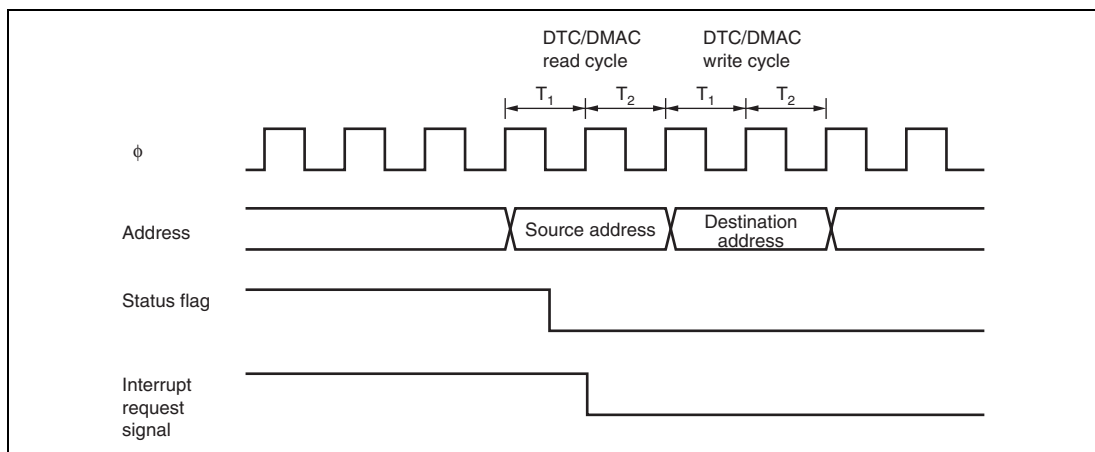 DTC/DMAC DTC/DMAC
read cycle write cycle
T1 T2 T1 T2
ϕ
Address
Source address
Destination
address
Status flag
Interrupt
request
signal